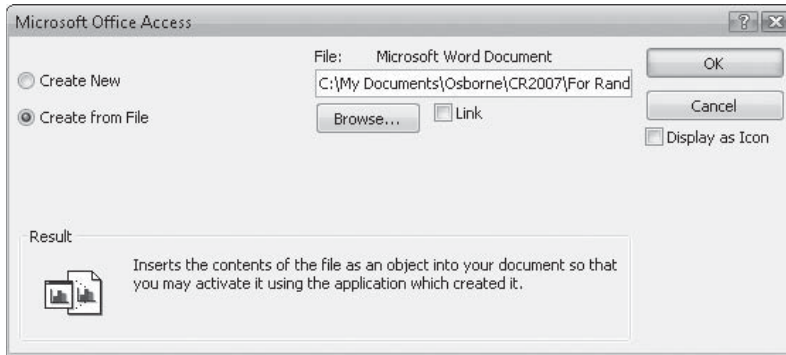 Microsoft Office Access
File: Microsoft Word Document
OK
Create New
C:\My Documents\Osborne\CR2007\For Rand
Create from File
Browse...
Link
Cancel
Display as Icon
Result
Inserts the contents of the file as an object into your document so that
you may activate it using the application which created it.